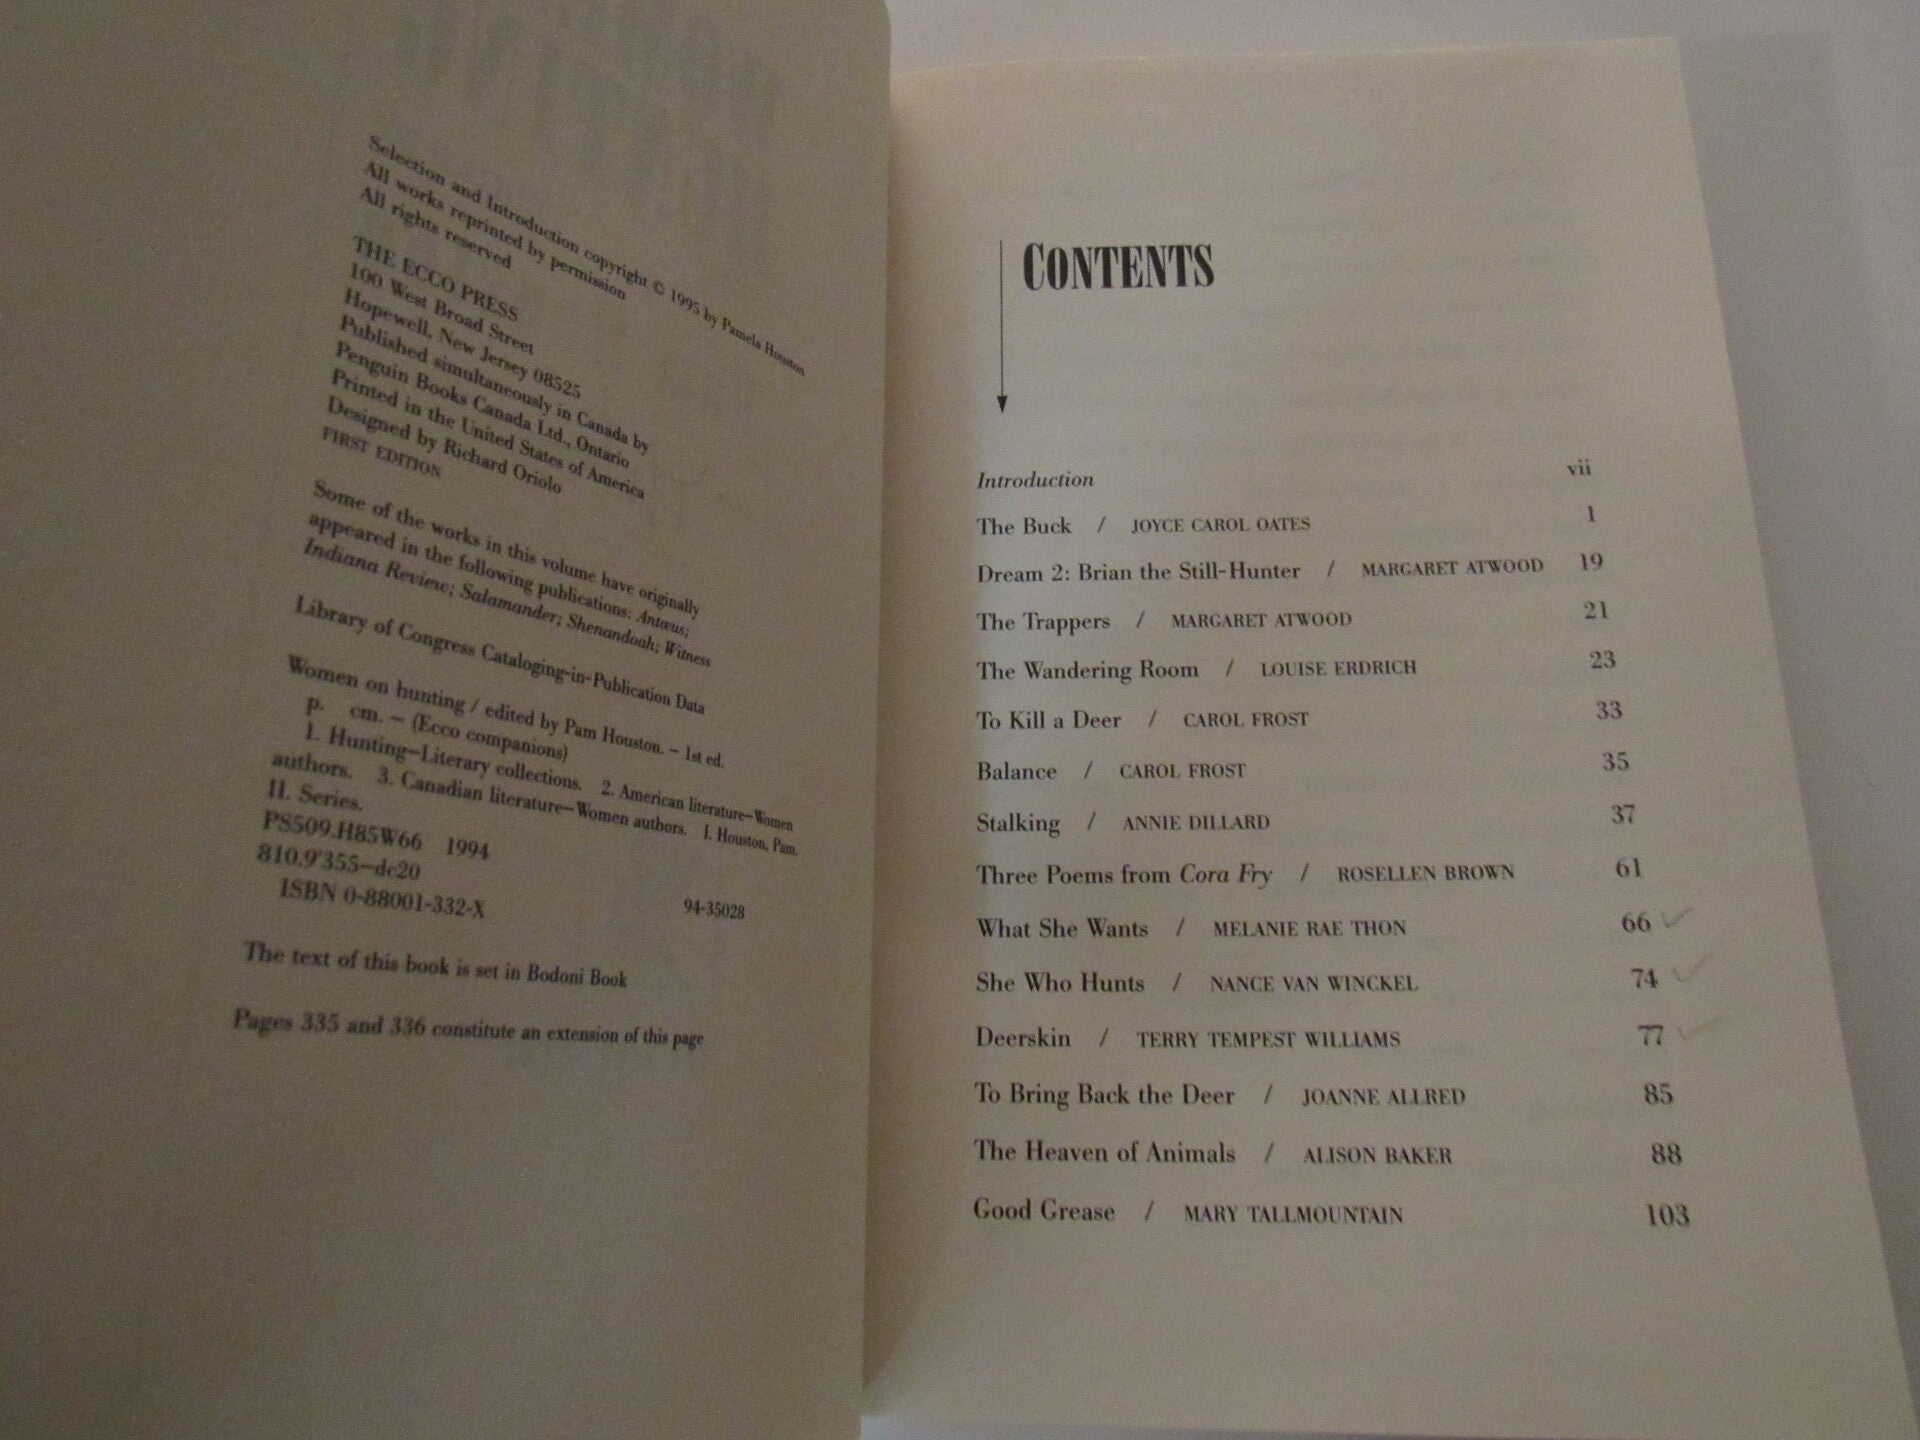 Selection and Introduction copyright © 1995 by Pamela Houston
All works reprinted by permission
All rights reserved
THE ECCO PRESS
100 West Broad Street
Hopewell, New Jersey 08525
Published simultaneously in Canada by
Penguin Books Canada Ltd., Ontario
Printed in the United States of America
Designed by Richard Oriolo
FIRST EDITION
Some of the works in this volume have originally
appeared in the following publications: Antæus;
Indiana Review; Salamander; Shenandoah; Witness
Library of Congress Cataloging-in-Publication Data
Women on hunting / edited by Pam Houston. – 1st ed.
p. cm. – (Ecco companions)
1. Hunting–Literary collections. 2. American literature–Women
authors. 3. Canadian literature–Women authors. I. Houston, Pam.
II. Series.
PS509.H85W66 1994
810.9'355–dc20 94-35028
ISBN 0-88001-332-X
The text of this book is set in Bodoni Book
Pages 335 and 336 constitute an extension of this page
CONTENTS
Introduction vii
The Buck / JOYCE CAROL OATES 1
Dream 2: Brian the Still-Hunter / MARGARET ATWOOD 19
The Trappers / MARGARET ATWOOD 21
The Wandering Room / LOUISE ERDRICH 23
To Kill a Deer / CAROL FROST 33
Balance / CAROL FROST 35
Stalking / ANNIE DILLARD 37
Three Poems from Cora Fry / ROSELLEN BROWN 61
What She Wants / MELANIE RAE THON 66 ✓
She Who Hunts / NANCE VAN WINCKEL 74 ✓
Deerskin / TERRY TEMPEST WILLIAMS 77 ✓
To Bring Back the Deer / JOANNE ALLRED 85
The Heaven of Animals / ALISON BAKER 88
Good Grease / MARY TALLMOUNTAIN 103